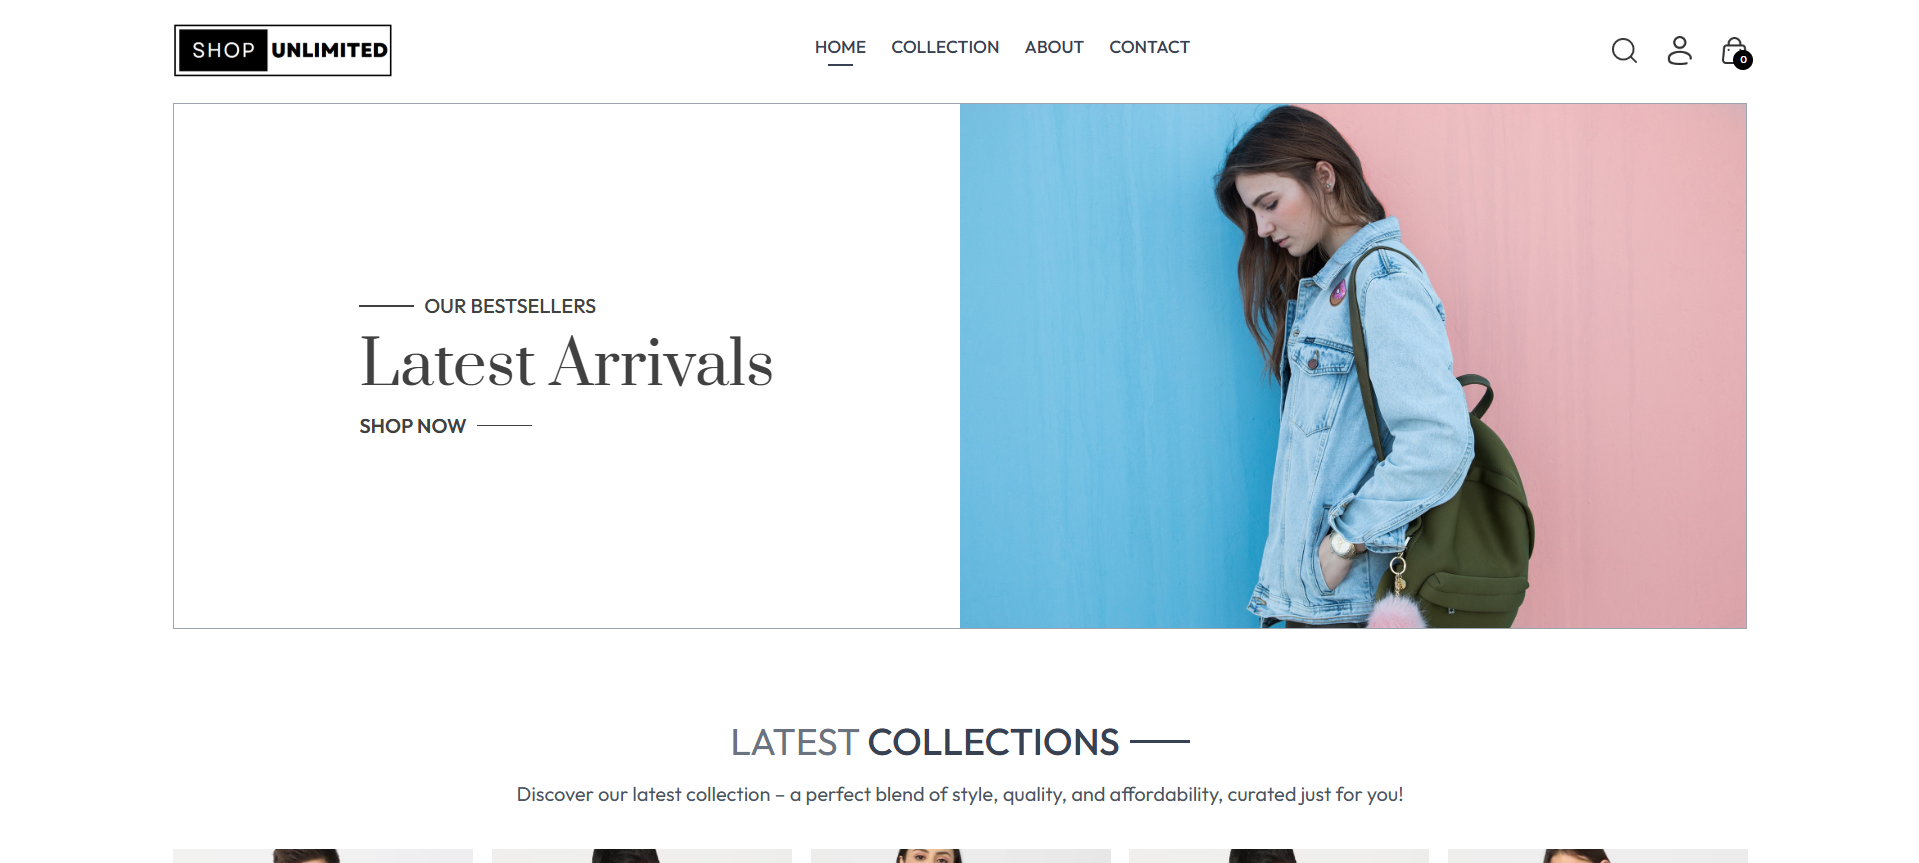 SHOP UNLIMITED
HOME COLLECTION ABOUT CONTACT
0
OUR BESTSELLERS
Latest Arrivals
SHOP NOW
LATEST COLLECTIONS
Discover our latest collection – a perfect blend of style, quality, and affordability, curated just for you!